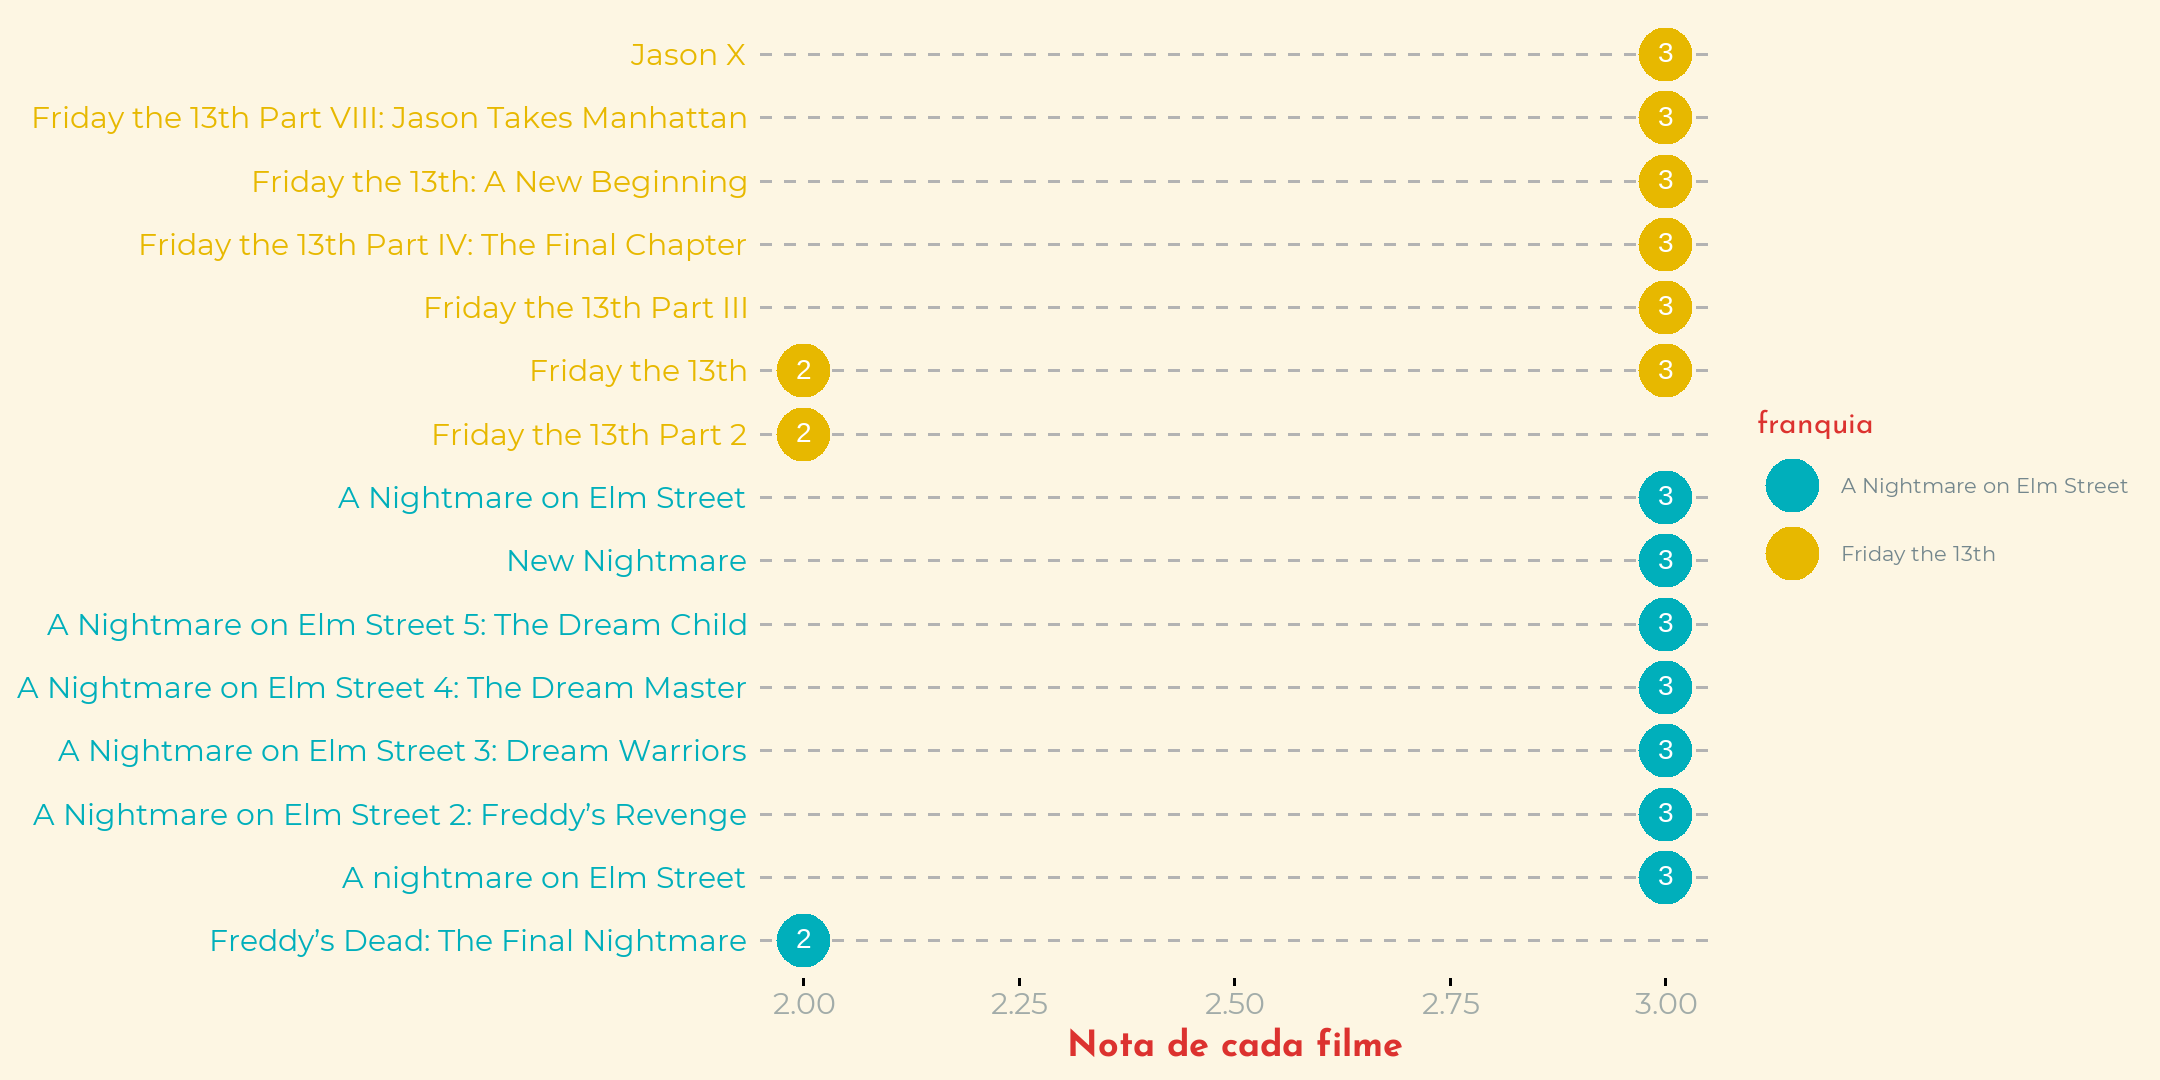 Jason X 3
Friday the 13th Part VIII: Jason Takes Manhattan 3
Friday the 13th: A New Beginning 3
Friday the 13th Part IV: The Final Chapter 3
Friday the 13th Part III 3
Friday the 13th 2 3
Friday the 13th Part 2 2
A Nightmare on Elm Street 3
New Nightmare 3
A Nightmare on Elm Street 5: The Dream Child 3
A Nightmare on Elm Street 4: The Dream Master 3
A Nightmare on Elm Street 3: Dream Warriors 3
A Nightmare on Elm Street 2: Freddy’s Revenge 3
A nightmare on Elm Street 3
Freddy’s Dead: The Final Nightmare 2
2.00 2.25 2.50 2.75 3.00
Nota de cada filme
franquia
A Nightmare on Elm Street
Friday the 13th